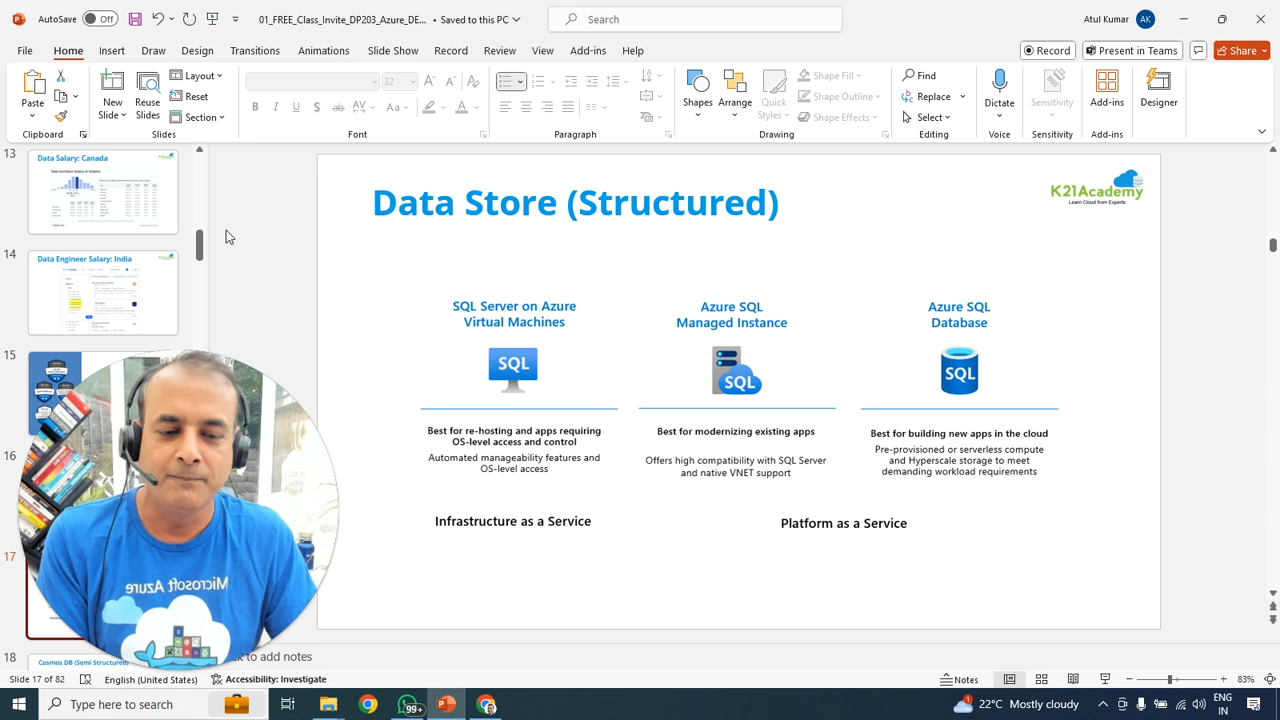 AutoSave Off 01_FREE_Class_Invite_DP203_Azure_DE... • Saved to this PC Search Atul Kumar AK
File Home Insert Draw Design Transitions Animations Slide Show Record Review View Add-ins Help Record Present in Teams Share
Paste New Slide Reuse Slides Layout Reset Section 32 B I U S ab AV Aa A Shapes Arrange Quick Styles Shape Fill Shape Outline Shape Effects Find Replace Select Dictate Sensitivity Add-ins Designer
Clipboard Slides Font Paragraph Drawing Editing Voice Sensitivity Add-ins
13
Data Salary: Canada
14
Data Engineer Salary: India
15
16
17
18
Cosmos DB (Semi Structured)
Data Store (Structured)
K21Academy
Learn Cloud from Experts
SQL Server on Azure
Virtual Machines
SQL
Best for re-hosting and apps requiring
OS-level access and control
Automated manageability features and
OS-level access
Infrastructure as a Service
Azure SQL
Managed Instance
SQL
Best for modernizing existing apps
Offers high compatibility with SQL Server
and native VNET support
Azure SQL
Database
SQL
Best for building new apps in the cloud
Pre-provisioned or serverless compute
and Hyperscale storage to meet
demanding workload requirements
Platform as a Service
Microsoft Azure
ck to add notes
Slide 17 of 82 English (United States) Accessibility: Investigate Notes 83%
Type here to search 99+ 1 22°C Mostly cloudy ENG
IN